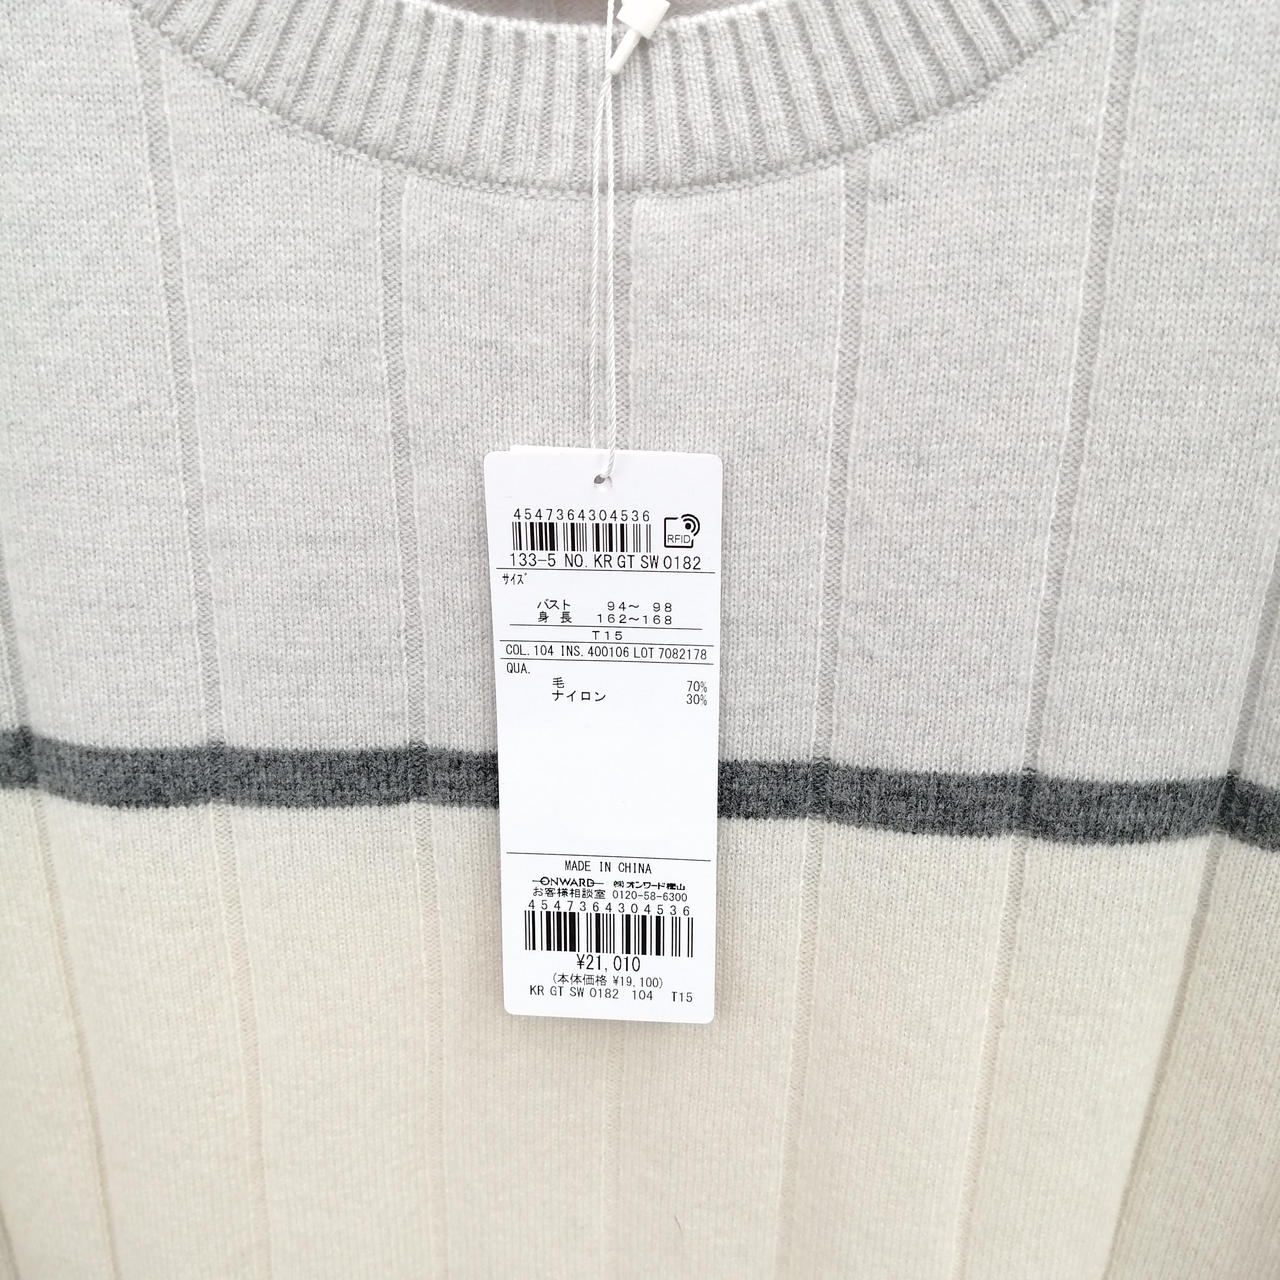 4547364304536
RFID
133-5 NO. KR GT SW 0182
ｻｲｽﾞ
バスト 94～ 98
身 長 162～168
T15
COL. 104 INS. 400106 LOT 7082178
QUA.
毛 70%
ナイロン 30%
MADE IN CHINA
ONWARD ㈱オンワード樫山
お客様相談室 0120-58-6300
4547364304536
¥21,010
(本体価格 ¥19,100)
KR GT SW 0182 104 T15